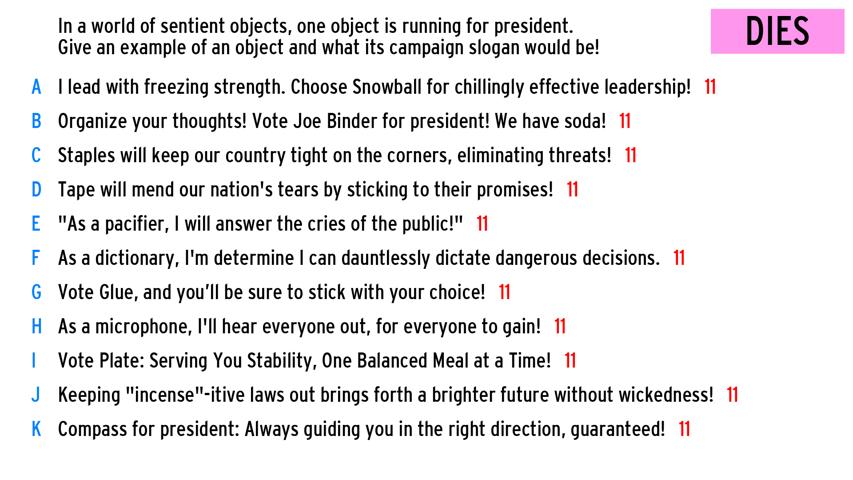 In a world of sentient objects, one object is running for president.
Give an example of an object and what its campaign slogan would be!
DIES
A I lead with freezing strength. Choose Snowball for chillingly effective leadership! 11
B Organize your thoughts! Vote Joe Binder for president! We have soda! 11
C Staples will keep our country tight on the corners, eliminating threats! 11
D Tape will mend our nation's tears by sticking to their promises! 11
E "As a pacifier, I will answer the cries of the public!" 11
F As a dictionary, I'm determine I can dauntlessly dictate dangerous decisions. 11
G Vote Glue, and you’ll be sure to stick with your choice! 11
H As a microphone, I'll hear everyone out, for everyone to gain! 11
I Vote Plate: Serving You Stability, One Balanced Meal at a Time! 11
J Keeping "incense"-itive laws out brings forth a brighter future without wickedness! 11
K Compass for president: Always guiding you in the right direction, guaranteed! 11